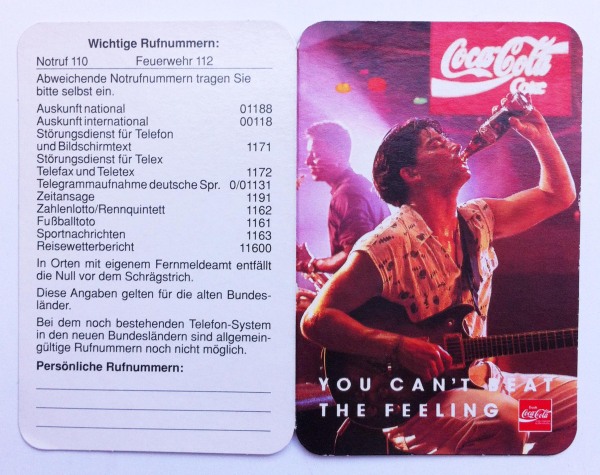 Wichtige Rufnummern:
Notruf 110 Feuerwehr 112
Abweichende Notrufnummern tragen Sie
bitte selbst ein.
Auskunft national 01188
Auskunft international 00118
Störungsdienst für Telefon
und Bildschirmtext 1171
Störungsdienst für Telex
Telefax und Teletex 1172
Telegrammaufnahme deutsche Spr. 0/01131
Zeitansage 1191
Zahlenlotto/Rennquintett 1162
Fußballtoto 1161
Sportnachrichten 1163
Reisewetterbericht 11600
In Orten mit eigenem Fernmeldeamt entfällt
die Null vor dem Schrägstrich.
Diese Angaben gelten für die alten Bundes-
länder.
Bei dem noch bestehenden Telefon-System
in den neuen Bundesländern sind allgemein-
gültige Rufnummern noch nicht möglich.
Persönliche Rufnummern:
Coca-Cola
Coke
YOU CAN'T BEAT
THE FEELING
Coca-Cola